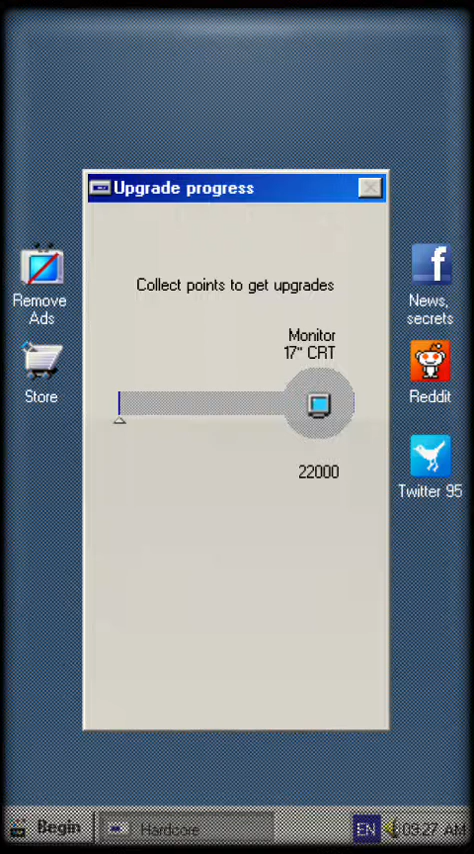 Upgrade progress
Collect points to get upgrades
Monitor
17" CRT
22000
Remove
Ads
Store
News,
secrets
Reddit
Twitter 95
Begin
Hardcore
EN
03:27 AM